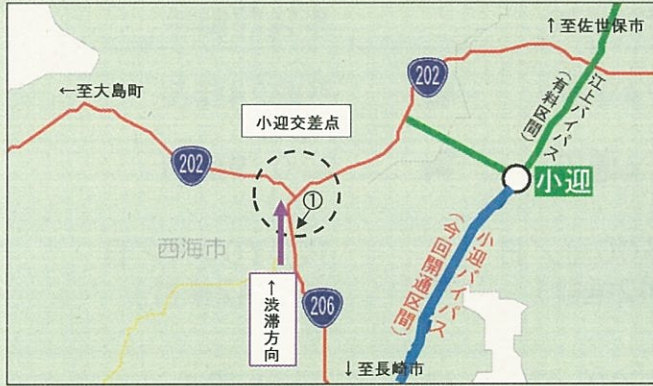 ↑至佐世保市
202
江上バイパス
(有料区間)
←至大島町
小迎交差点
202
小迎
①
小迎バイパス
(今回開通区間)
西海市
↑渋滞方向
206
↓至長崎市